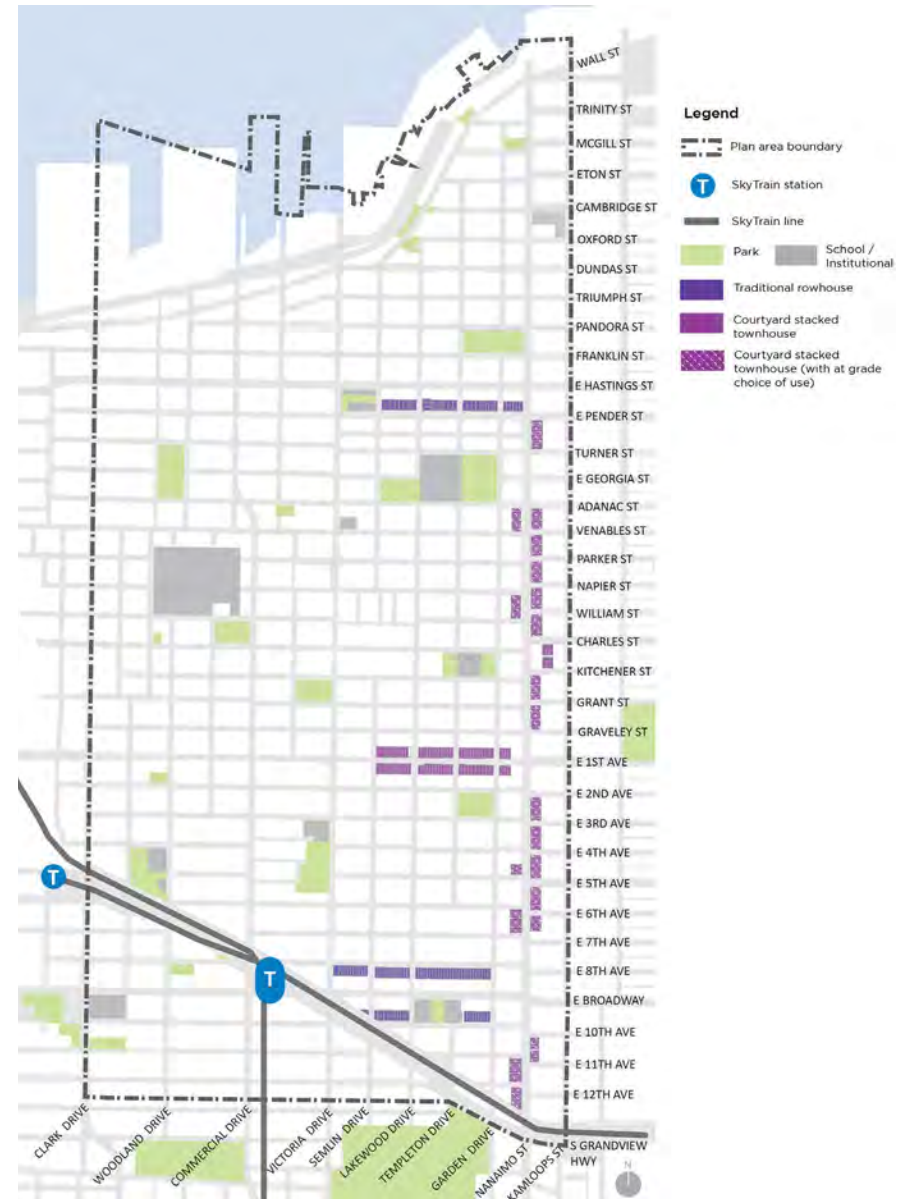 WALL ST
TRINITY ST
MCGILL ST
ETON ST
CAMBRIDGE ST
OXFORD ST
DUNDAS ST
TRIUMPH ST
PANDORA ST
FRANKLIN ST
E HASTINGS ST
E PENDER ST
TURNER ST
E GEORGIA ST
ADANAC ST
VENABLES ST
PARKER ST
NAPIER ST
WILLIAM ST
CHARLES ST
KITCHENER ST
GRANT ST
GRAVELEY ST
E 1ST AVE
E 2ND AVE
E 3RD AVE
E 4TH AVE
E 5TH AVE
E 6TH AVE
E 7TH AVE
E 8TH AVE
E BROADWAY
E 10TH AVE
E 11TH AVE
E 12TH AVE
S GRANDVIEW
HWY
CLARK DRIVE
WOODLAND DRIVE
COMMERCIAL DRIVE
VICTORIA DRIVE
SEMLIN DRIVE
LAKEWOOD DRIVE
TEMPLETON DRIVE
GARDEN DRIVE
NANAIMO ST
KAMLOOPS ST
T
T
N
Legend
Plan area boundary
T
SkyTrain station
SkyTrain line
Park
School /
Institutional
Traditional rowhouse
Courtyard stacked
townhouse
Courtyard stacked
townhouse (with at grade
choice of use)